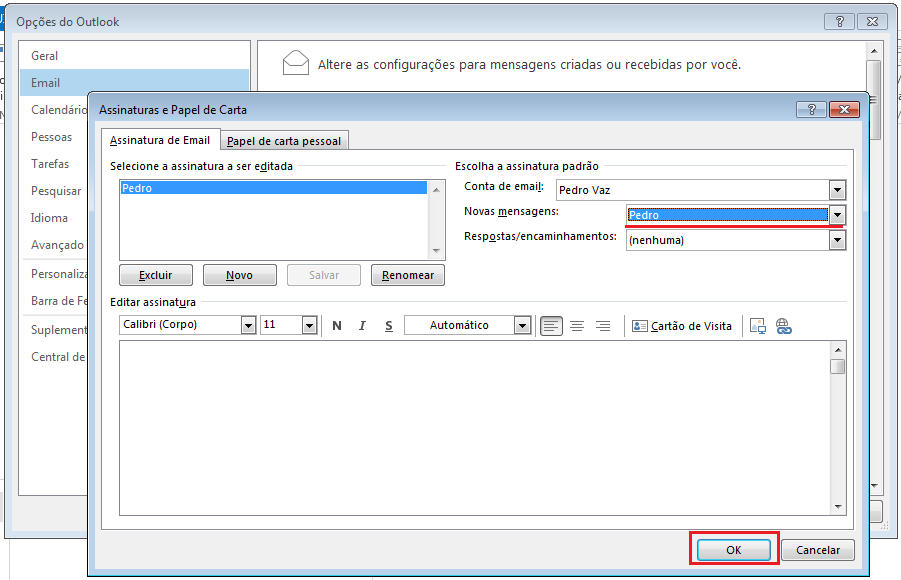 Opções do Outlook
Geral
Email
Calendário
Pessoas
Tarefas
Pesquisar
Idioma
Avançado
Personaliza
Barra de Fe
Suplement
Central de
Altere as configurações para mensagens criadas ou recebidas por você.
Assinaturas e Papel de Carta
Assinatura de Email
Papel de carta pessoal
Selecione a assinatura a ser editada
Pedro
Excluir
Novo
Salvar
Renomear
Escolha a assinatura padrão
Conta de email:
Pedro Vaz
Novas mensagens:
Pedro
Respostas/encaminhamentos:
(nenhuma)
Editar assinatura
Calibri (Corpo)
11
N
I
S
Automático
Cartão de Visita
OK
Cancelar